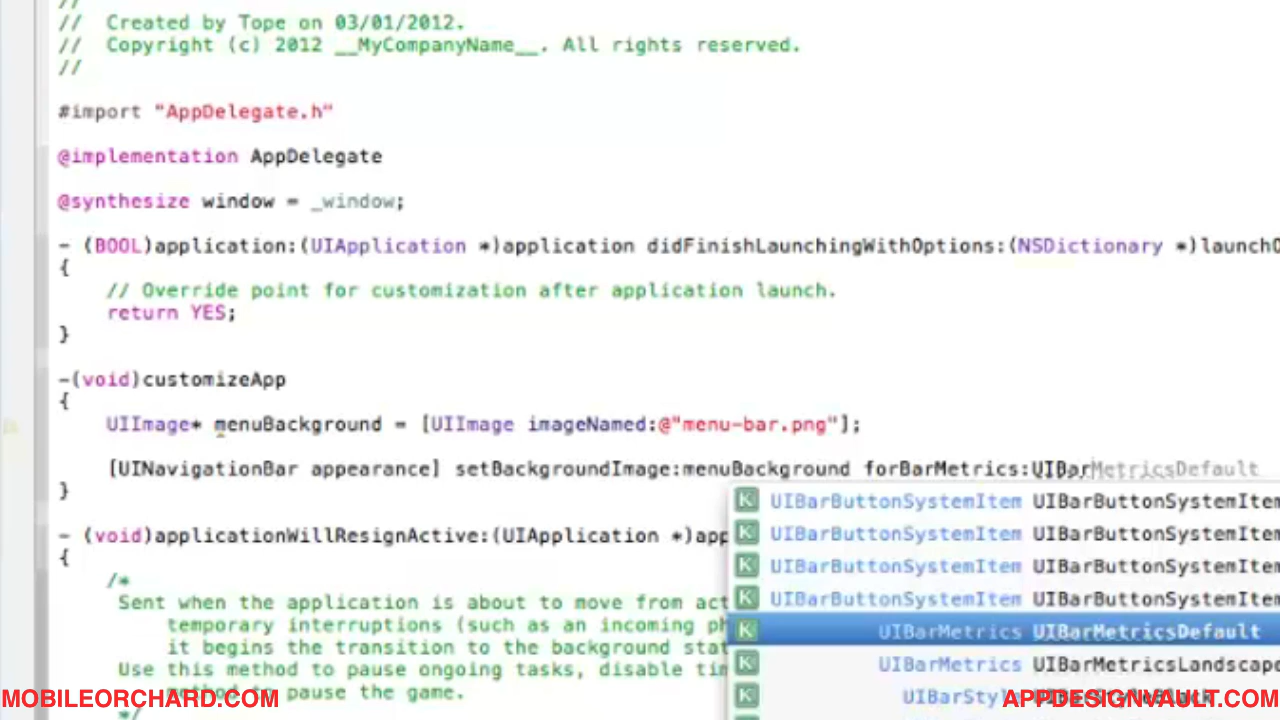 //
//  Created by Tope on 03/01/2012.
//  Copyright (c) 2012 __MyCompanyName__. All rights reserved.
//
#import "AppDelegate.h"
@implementation AppDelegate
@synthesize window = _window;
- (BOOL)application:(UIApplication *)application didFinishLaunchingWithOptions:(NSDictionary *)launchO
{
// Override point for customization after application launch.
return YES;
}
-(void)customizeApp
{
UIImage* menuBackground = [UIImage imageNamed:@"menu-bar.png"];
[UINavigationBar appearance] setBackgroundImage:menuBackground forBarMetrics:UIBarMetricsDefault
}
UIBarButtonSystemItem UIBarButtonSystemItem
- (void)applicationWillResignActive:(UIApplication *)app
UIBarButtonSystemItem UIBarButtonSystemItem
{
UIBarButtonSystemItem UIBarButtonSystemItem
/*
Sent when the application is about to move from act
UIBarButtonSystemItem UIBarButtonSystemItem
temporary interruptions (such as an incoming ph
UIBarMetrics UIBarMetricsDefault
it begins the transition to the background stat
Use this method to pause ongoing tasks, disable tim
UIBarMetrics UIBarMetricsLandscape
to pause the game.
MOBILEORCHARD.COM
APPDESIGNVAULT.COM
*/